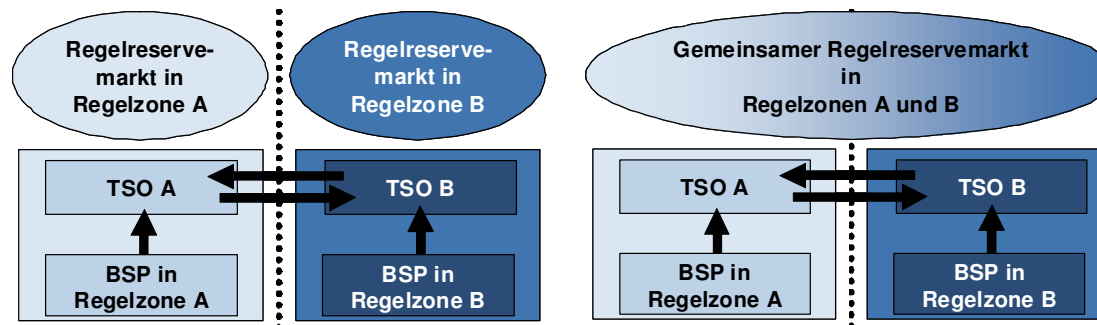 Regelreserve-
markt in
Regelzone A
Regelreserve-
markt in
Regelzone B
TSO A
TSO B
BSP in
Regelzone A
BSP in
Regelzone B
Gemeinsamer Regelreservemarkt
in
Regelzonen A und B
TSO A
TSO B
BSP in
Regelzone A
BSP in
Regelzone B